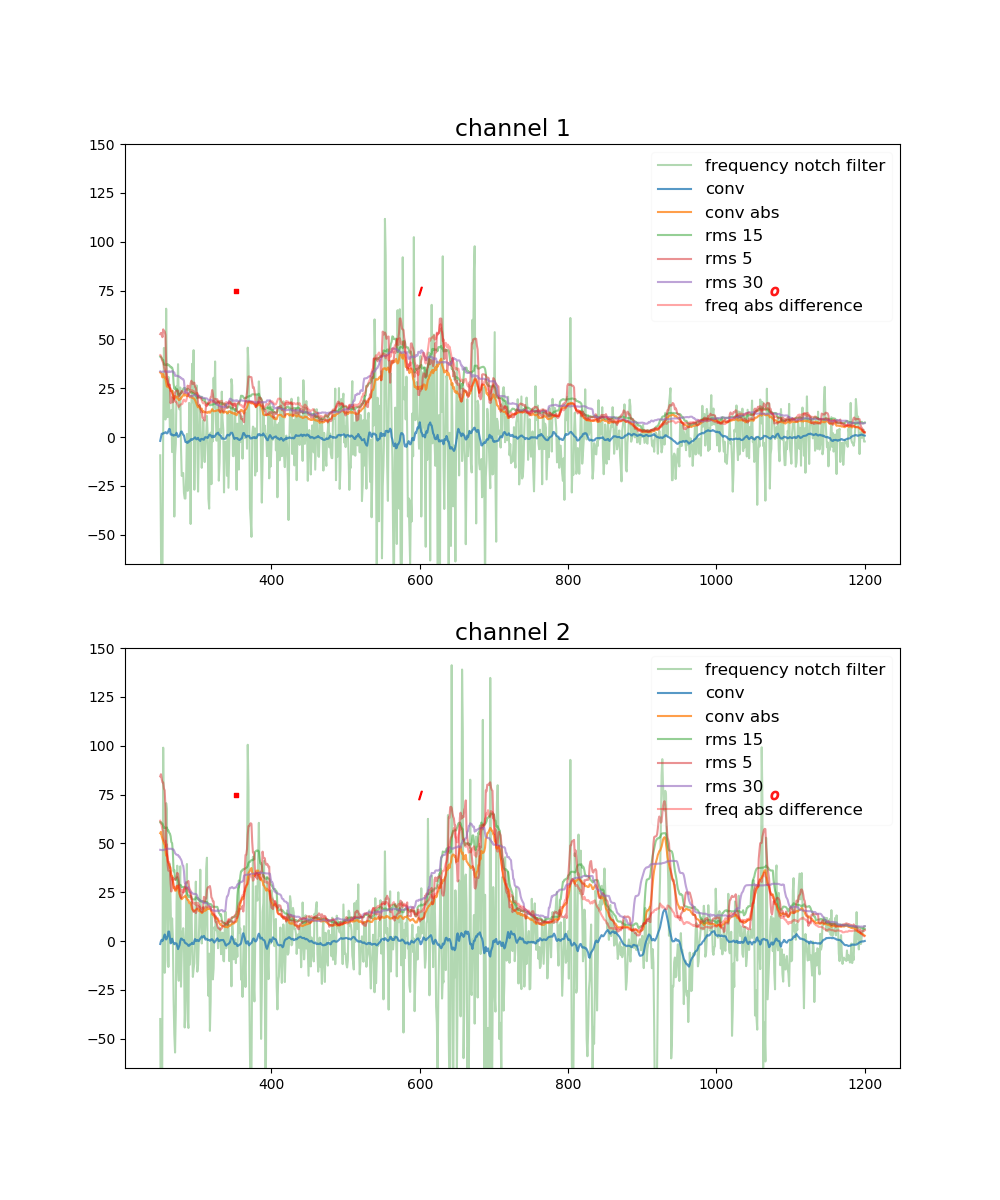 channel 1
150
125
100
75
50
25
0
−25
−50
frequency notch filter
conv
conv abs
rms 15
rms 5
rms 30
freq abs difference
. / o
400 600 800 1000 1200
channel 2
150
125
100
75
50
25
0
−25
−50
frequency notch filter
conv
conv abs
rms 15
rms 5
rms 30
freq abs difference
. / o
400 600 800 1000 1200